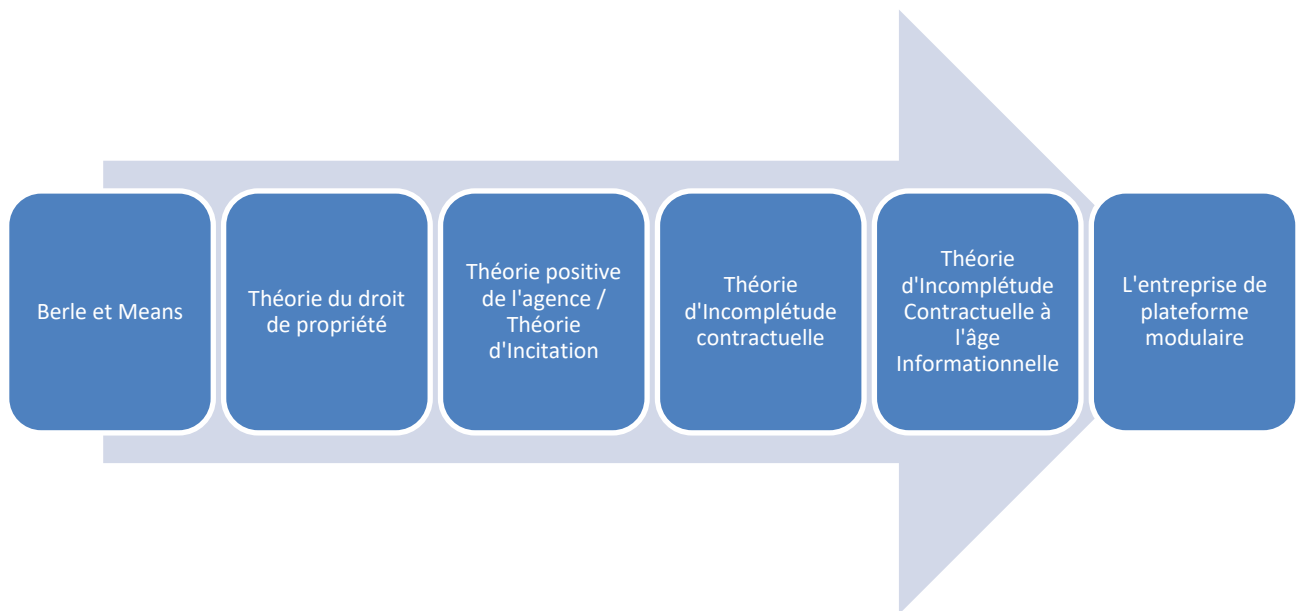 Berle et Means
Théorie du droit
de propriété
Théorie positive
de l'agence /
Théorie
d'Incitation
Théorie
d'Incomplétude
contractuelle
Théorie
d'Incomplétude
Contractuelle à
l'âge
Informationnelle
L'entreprise de
plateforme
modulaire